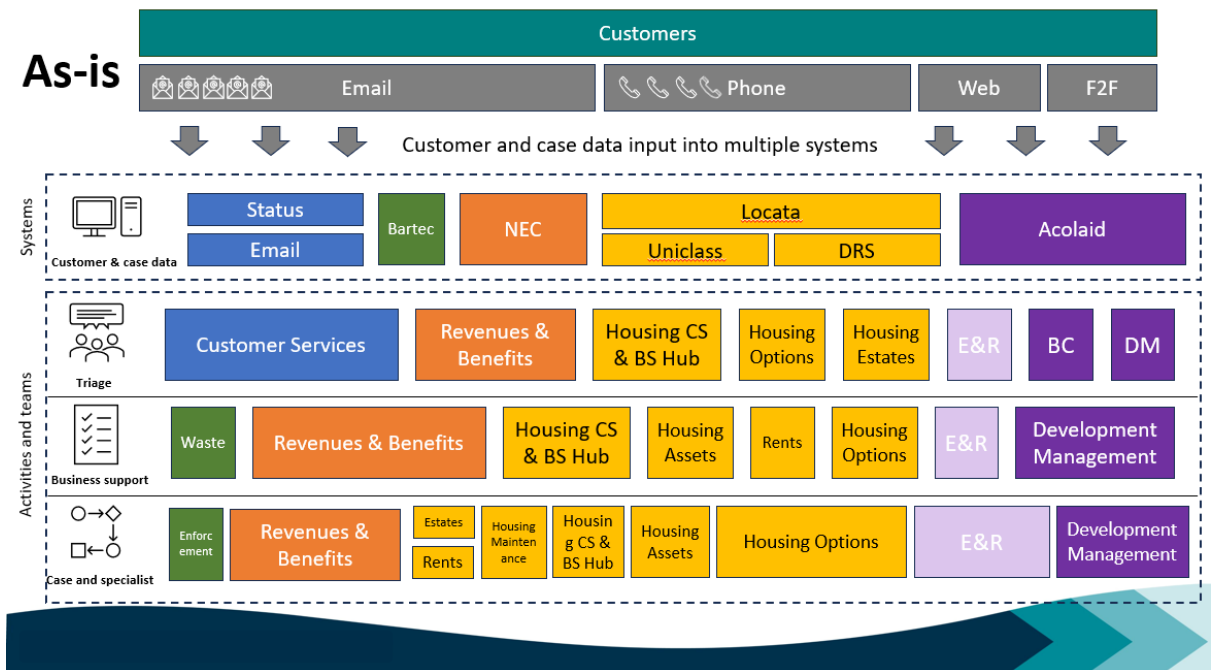 As-is
Customers
Email
Phone
Web
F2F
Customer and case data input into multiple systems
Systems
Customer & case data
Status
Email
Bartec
NEC
Locata
Uniclass
DRS
Acolaid
Activities and teams
Triage
Customer Services
Revenues &
Benefits
Housing CS
& BS Hub
Housing
Options
Housing
Estates
E&R
BC
DM
Business support
Waste
Revenues & Benefits
Housing CS
& BS Hub
Housing
Assets
Rents
Housing
Options
E&R
Development
Management
Case and specialist
Enforc
ement
Revenues &
Benefits
Estates
Rents
Housing
Mainten
ance
Housin
g CS &
BS Hub
Housing
Assets
Housing Options
E&R
Development
Management